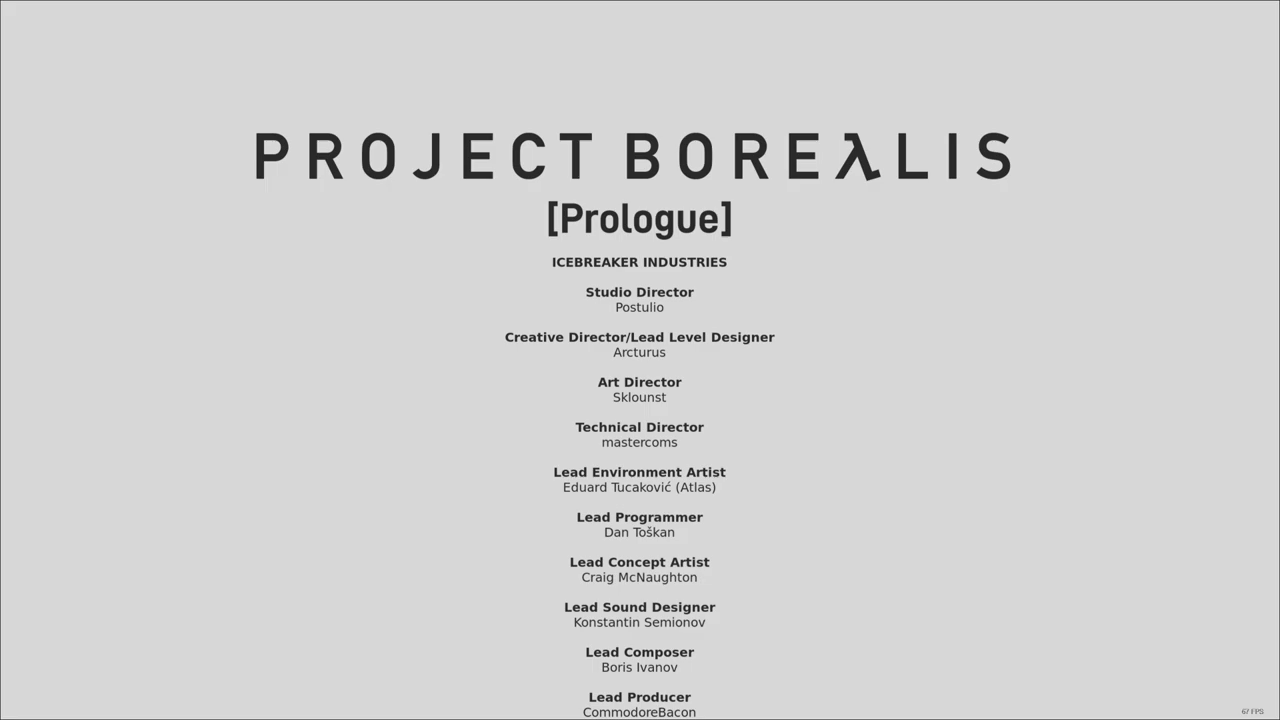 PROJECT BOREλLIS
[Prologue]
ICEBREAKER INDUSTRIES
Studio Director
Postulio
Creative Director/Lead Level Designer
Arcturus
Art Director
Sklounst
Technical Director
mastercoms
Lead Environment Artist
Eduard Tucaković (Atlas)
Lead Programmer
Dan Toškan
Lead Concept Artist
Craig McNaughton
Lead Sound Designer
Konstantin Semionov
Lead Composer
Boris Ivanov
Lead Producer
CommodoreBacon
67 FPS